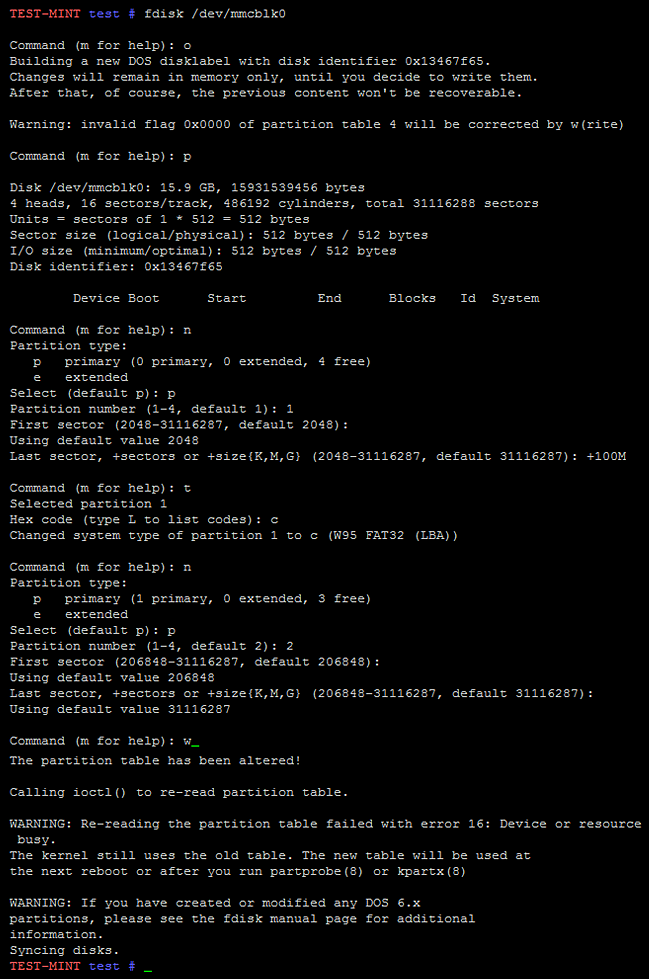 TEST-MINT test # fdisk /dev/mmcblk0
Command (m for help): o
Building a new DOS disklabel with disk identifier 0x13467f65.
Changes will remain in memory only, until you decide to write them.
After that, of course, the previous content won't be recoverable.
Warning: invalid flag 0x0000 of partition table 4 will be corrected by w(rite)
Command (m for help): p
Disk /dev/mmcblk0: 15.9 GB, 15931539456 bytes
4 heads, 16 sectors/track, 486192 cylinders, total 31116288 sectors
Units = sectors of 1 * 512 = 512 bytes
Sector size (logical/physical): 512 bytes / 512 bytes
I/O size (minimum/optimal): 512 bytes / 512 bytes
Disk identifier: 0x13467f65
Device Boot      Start         End      Blocks   Id  System
Command (m for help): n
Partition type:
p   primary (0 primary, 0 extended, 4 free)
e   extended
Select (default p): p
Partition number (1-4, default 1): 1
First sector (2048-31116287, default 2048):
Using default value 2048
Last sector, +sectors or +size{K,M,G} (2048-31116287, default 31116287): +100M
Command (m for help): t
Selected partition 1
Hex code (type L to list codes): c
Changed system type of partition 1 to c (W95 FAT32 (LBA))
Command (m for help): n
Partition type:
p   primary (1 primary, 0 extended, 3 free)
e   extended
Select (default p): p
Partition number (1-4, default 2): 2
First sector (206848-31116287, default 206848):
Using default value 206848
Last sector, +sectors or +size{K,M,G} (206848-31116287, default 31116287):
Using default value 31116287
Command (m for help): w_
The partition table has been altered!
Calling ioctl() to re-read partition table.
WARNING: Re-reading the partition table failed with error 16: Device or resource
busy.
The kernel still uses the old table. The new table will be used at
the next reboot or after you run partprobe(8) or kpartx(8)
WARNING: If you have created or modified any DOS 6.x
partitions, please see the fdisk manual page for additional
information.
Syncing disks.
TEST-MINT test # _